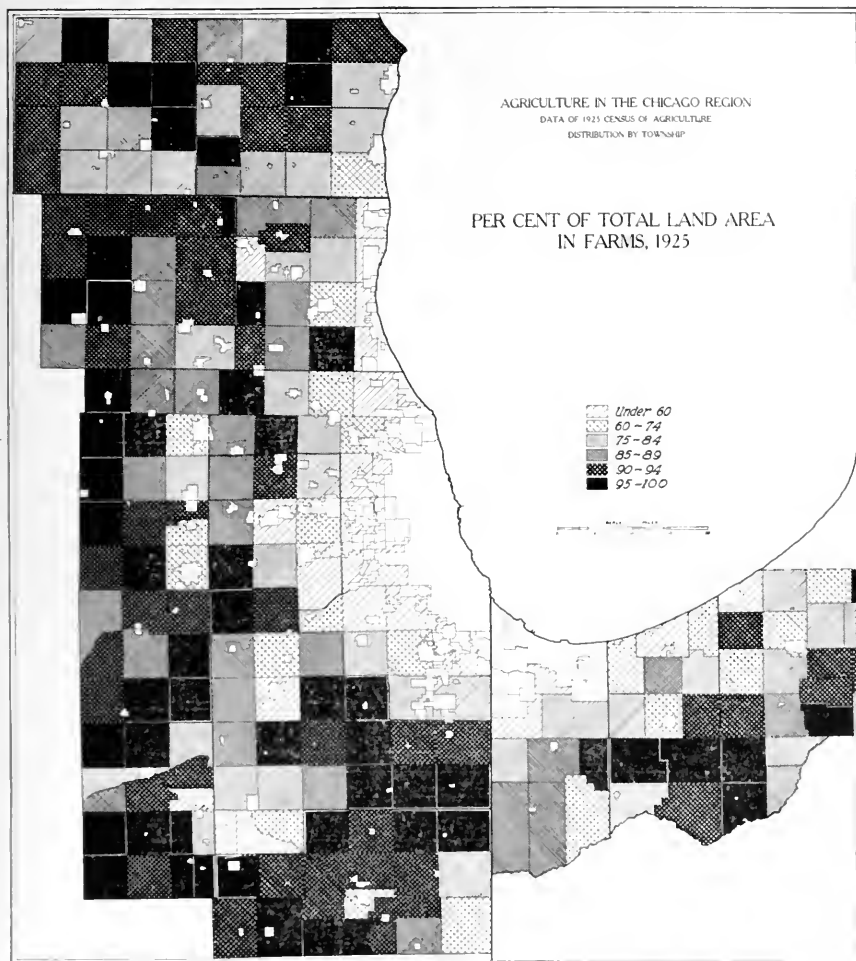 AGRICULTURE IN THE CHICAGO REGION
DATA OF 1925 CENSUS OF AGRICULTURE
DISTRIBUTION BY TOWNSHIP
PER CENT OF TOTAL LAND AREA
IN FARMS, 1925
Under 60
60-74
75-84
85-89
90-94
95-100